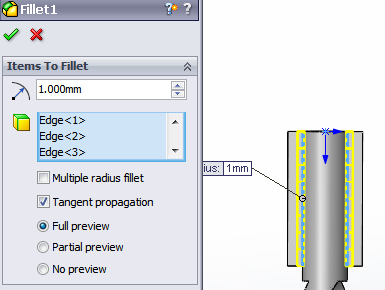 Fillet1
?
?
Items To Fillet
1.000mm
Edge<1>
Edge<2>
Edge<3>
Multiple radius fillet
Tangent propagation
Full preview
Partial preview
No preview
ius: 1mm